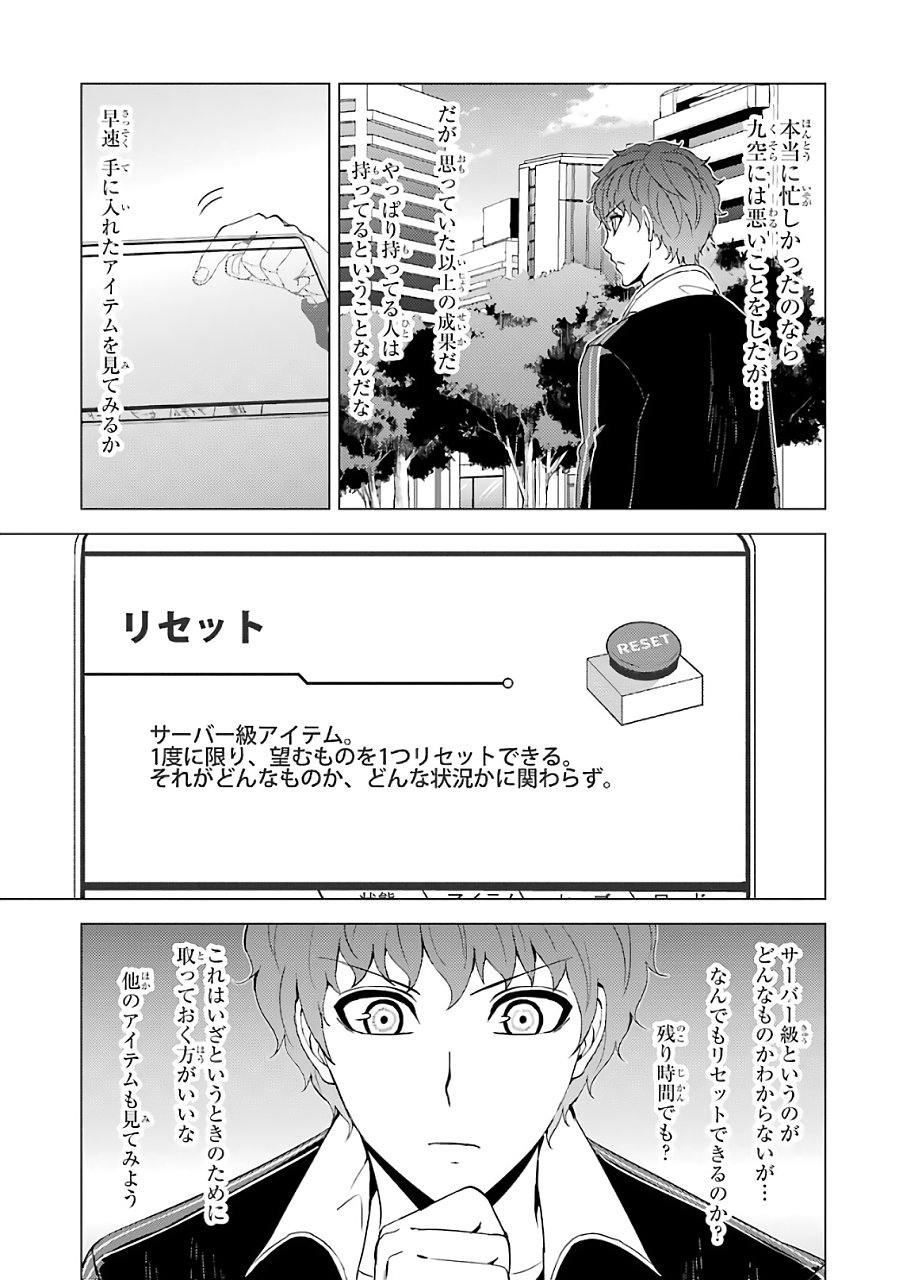 本当に忙しかったのなら
九空には悪いことをしたが…
だが 思っていた以上の成果だ
やっぱり持ってる人は
持ってるということなんだな
早速 手に入れたアイテムを見てみるか
リセット
RESET
サーバー級アイテム。
1度に限り、望むものを1つリセットできる。
それがどんなものか、どんな状況かに関わらず。
サーバー級というのが
どんなものかわからないが…
なんでもリセットできるのか?
残り時間でも?
これはいざというときのために
取っておく方がいいな
他のアイテムも見てみよう